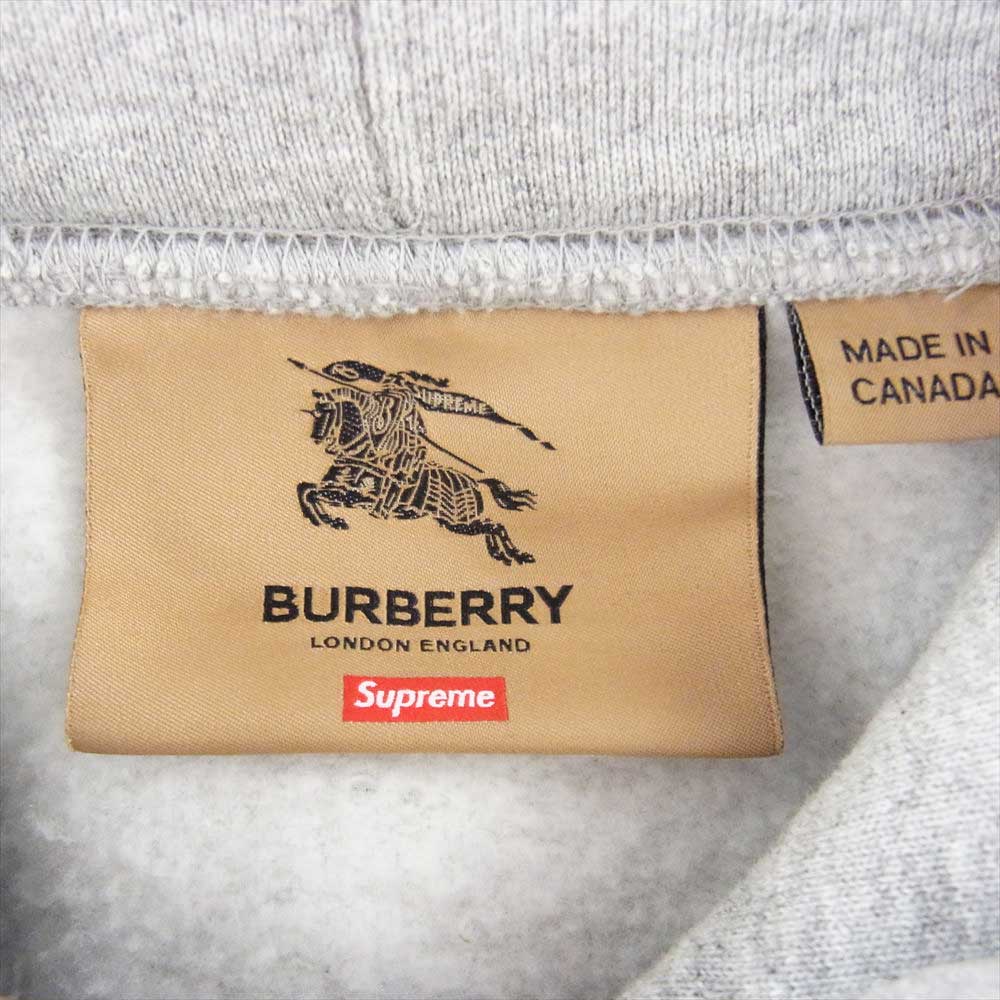 SUPREME
BURBERRY
LONDON ENGLAND
Supreme
MADE IN
CANADA